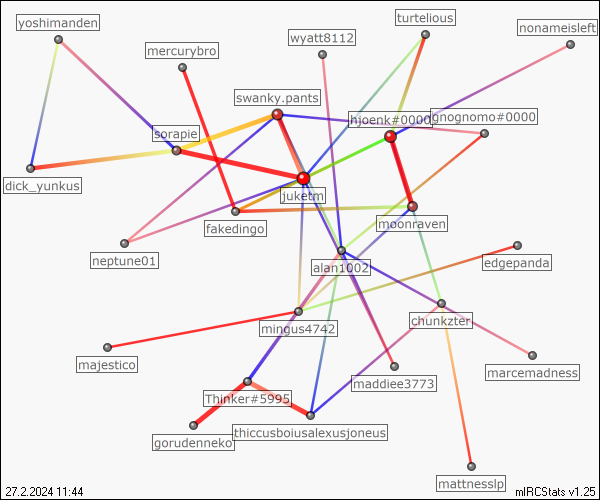 yoshimanden
turtelious
nonameisleft
mercurybro
wyatt8112
swanky.pants
hjoenk#0000
gnognomo#0000
sorapie
dick_yunkus
juketm
fakedingo
moonraven
neptune01
alan1002
edgepanda
mingus4742
chunkzter
majestico
marcemadness
maddiee3773
Thinker#5995
gorudenneko
thiccusboiusalexusjoneus
mattnesslp
27.2.2024 11:44
mIRCStats v1.25